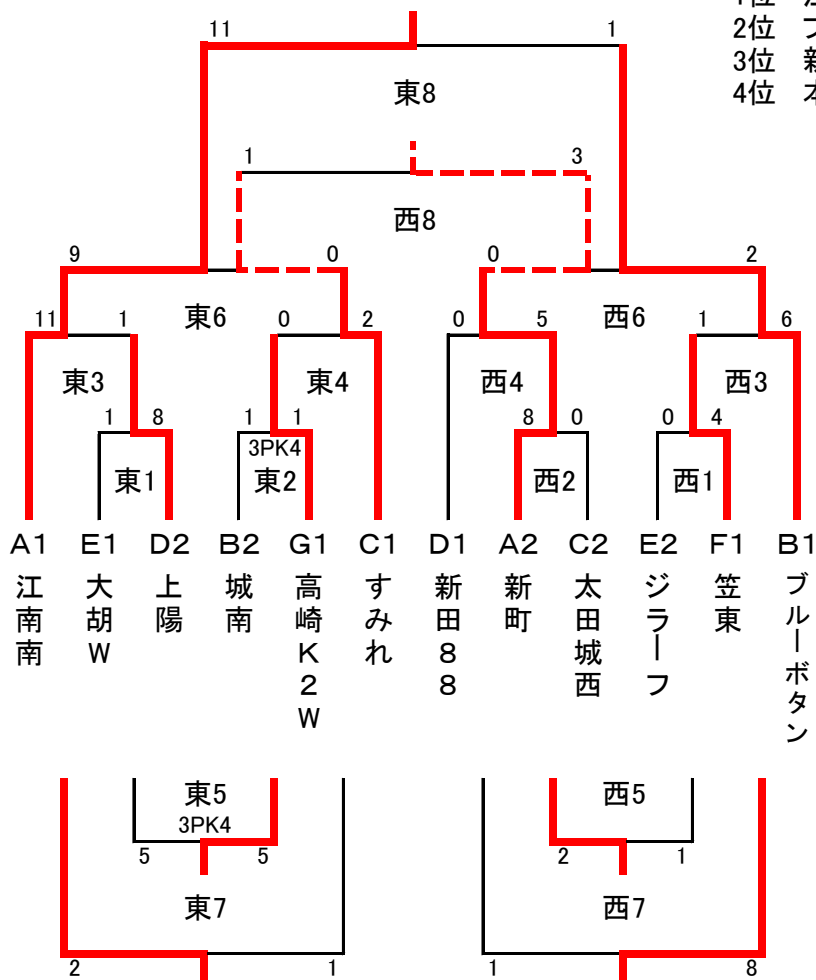 11 1
1位
2位
3位 新
4位 本
東8
1 3
西8
9 0 0 2
東6 西6
11 1 0 2 0 5 1 6
東3 東4 西4 西3
1 8 1 1 8 0 0 4
3PK4
東1 東2 西2 西1
A1 E1 D2 B2 G1 C1 D1 A2 C2 E2 F1 B1
江南南
大胡W
上陽
城南
高崎K2W
すみれ
新田88
新町
太田城西
ジラーフ
笠東
ブルーボタン
東5 西5
3PK4
5 5 2 1
東7 西7
2 1 1 8